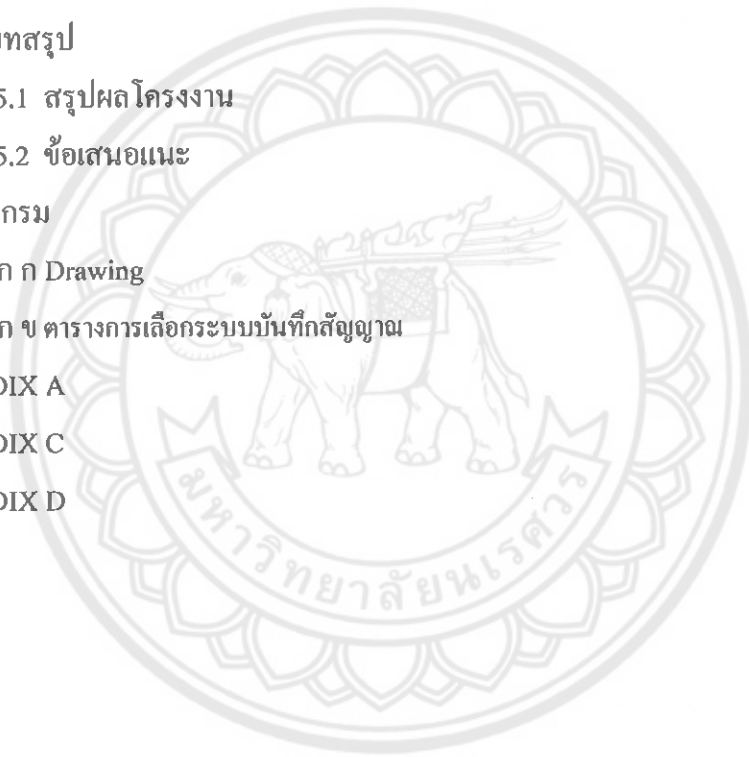 ทสรุป
5.1 สรุปผลโครงงาน
5.2 ข้อเสนอแนะ
กรม
ก ก Drawing
ก ข ตารางการเลือกระบบบันทึกสัญญาณ
DIX A
DIX C
DIX D
มหาวิทยาลัยนเรศวร